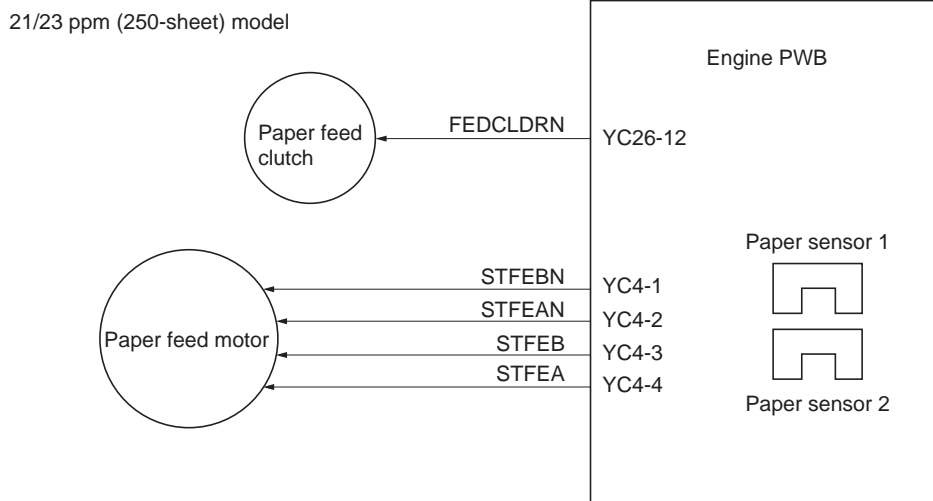 21/23 ppm (250-sheet) model
Engine PWB
Paper feed
clutch
FEDCLDRN
YC26-12
Paper sensor 1
Paper feed motor
STFEBN
YC4-1
STFEAN
YC4-2
STFEB
YC4-3
STFEA
YC4-4
Paper sensor 2